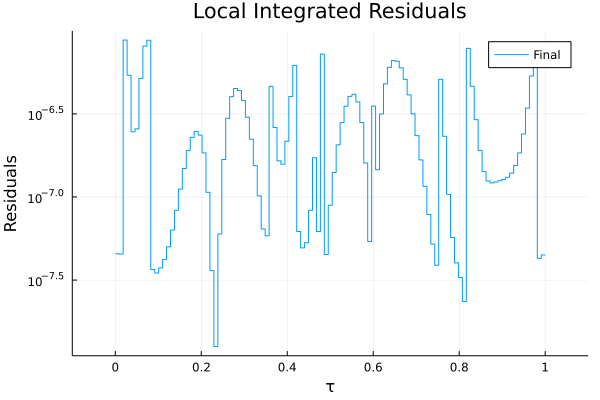 Local Integrated Residuals
Final
Residuals
10^-6.5
10^-7.0
10^-7.5
0 0.2 0.4 0.6 0.8 1
τ